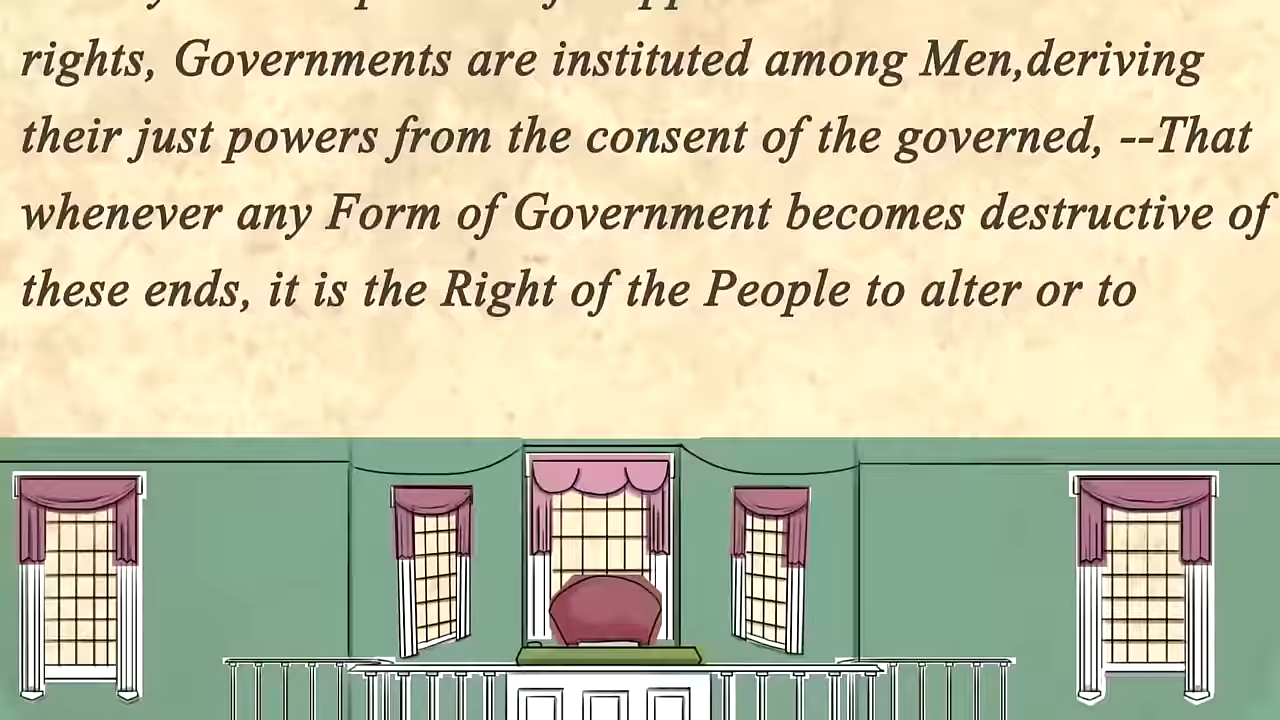 rights, Governments are instituted among Men,deriving
their just powers from the consent of the governed, --That
whenever any Form of Government becomes destructive of
these ends, it is the Right of the People to alter or to